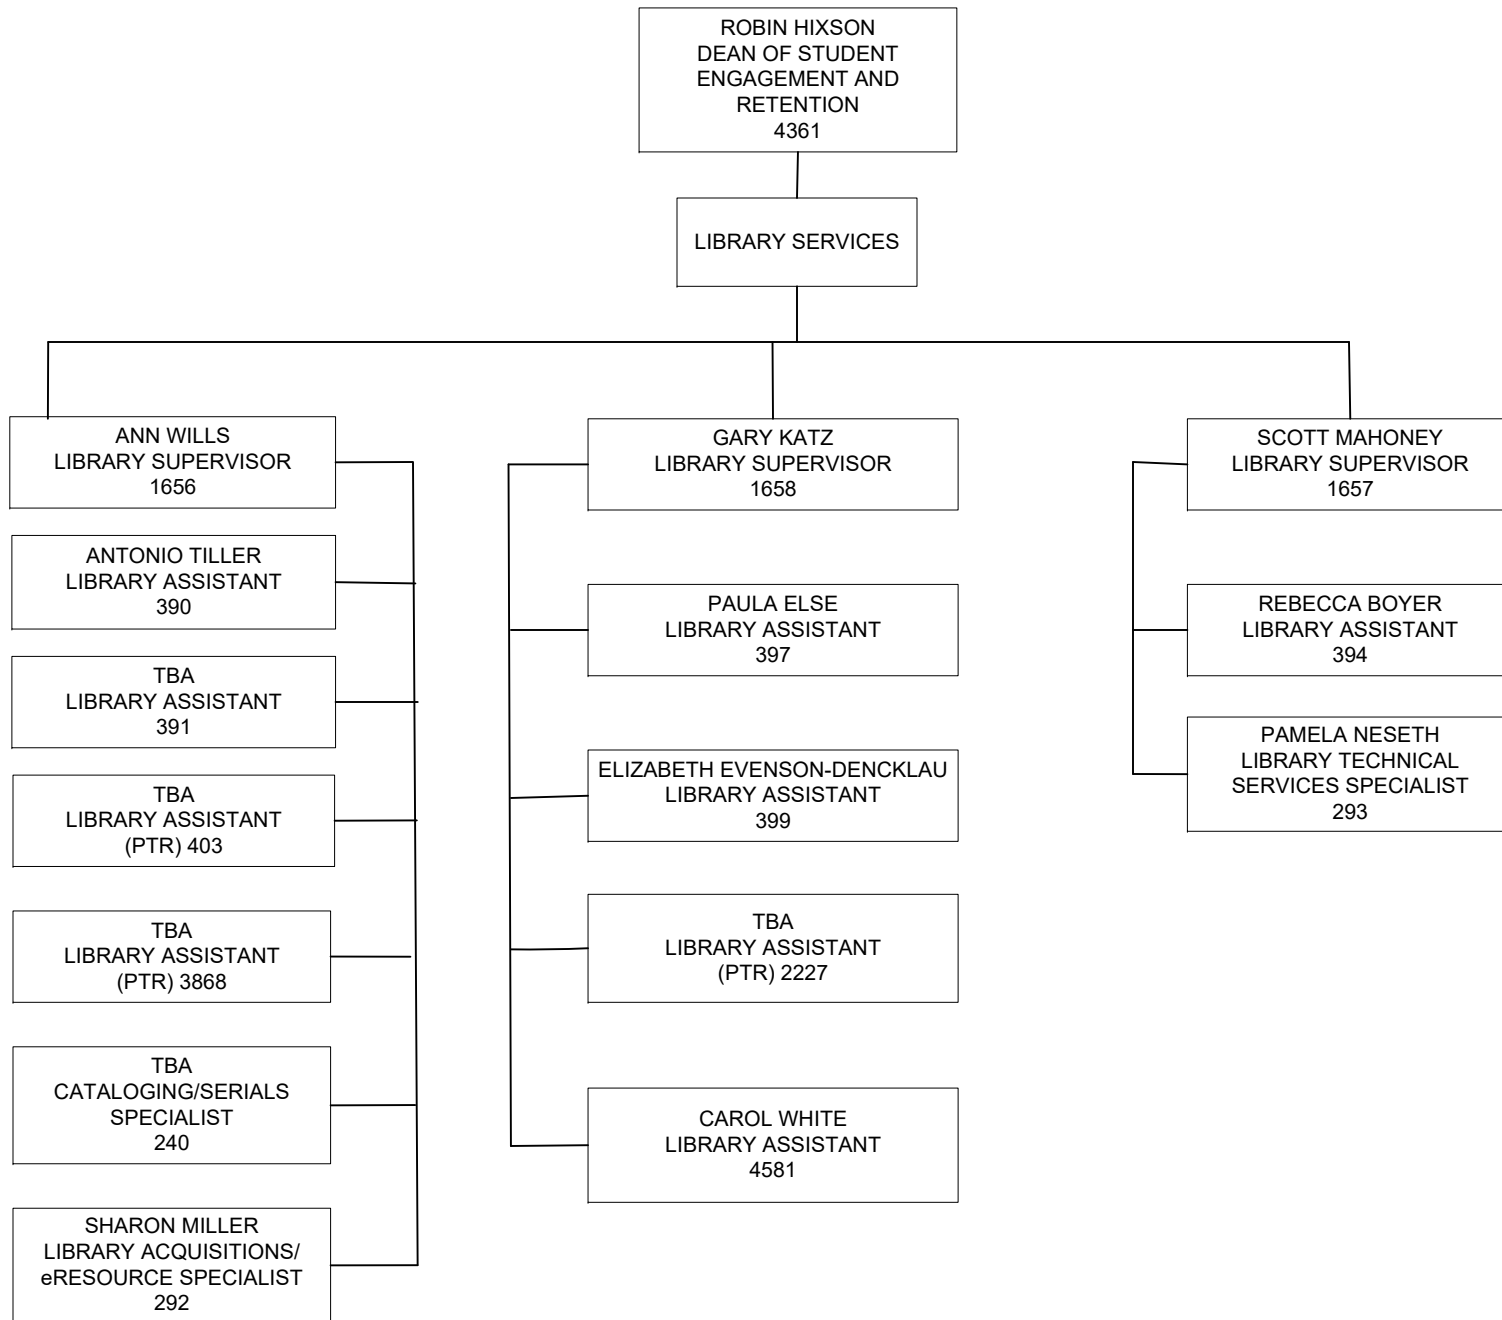 ROBIN HIXSON
DEAN OF STUDENT
ENGAGEMENT AND
RETENTION
4361
LIBRARY SERVICES
ANN WILLS
LIBRARY SUPERVISOR
1656
ANTONIO TILLER
LIBRARY ASSISTANT
390
TBA
LIBRARY ASSISTANT
391
TBA
LIBRARY ASSISTANT
(PTR) 403
TBA
LIBRARY ASSISTANT
(PTR) 3868
TBA
CATALOGING/SERIALS
SPECIALIST
240
SHARON MILLER
LIBRARY ACQUISITIONS/
eRESOURCE SPECIALIST
292
GARY KATZ
LIBRARY SUPERVISOR
1658
PAULA ELSE
LIBRARY ASSISTANT
397
ELIZABETH EVENSON-DENCKLAU
LIBRARY ASSISTANT
399
TBA
LIBRARY ASSISTANT
(PTR) 2227
CAROL WHITE
LIBRARY ASSISTANT
4581
SCOTT MAHONEY
LIBRARY SUPERVISOR
1657
REBECCA BOYER
LIBRARY ASSISTANT
394
PAMELA NESETH
LIBRARY TECHNICAL
SERVICES SPECIALIST
293